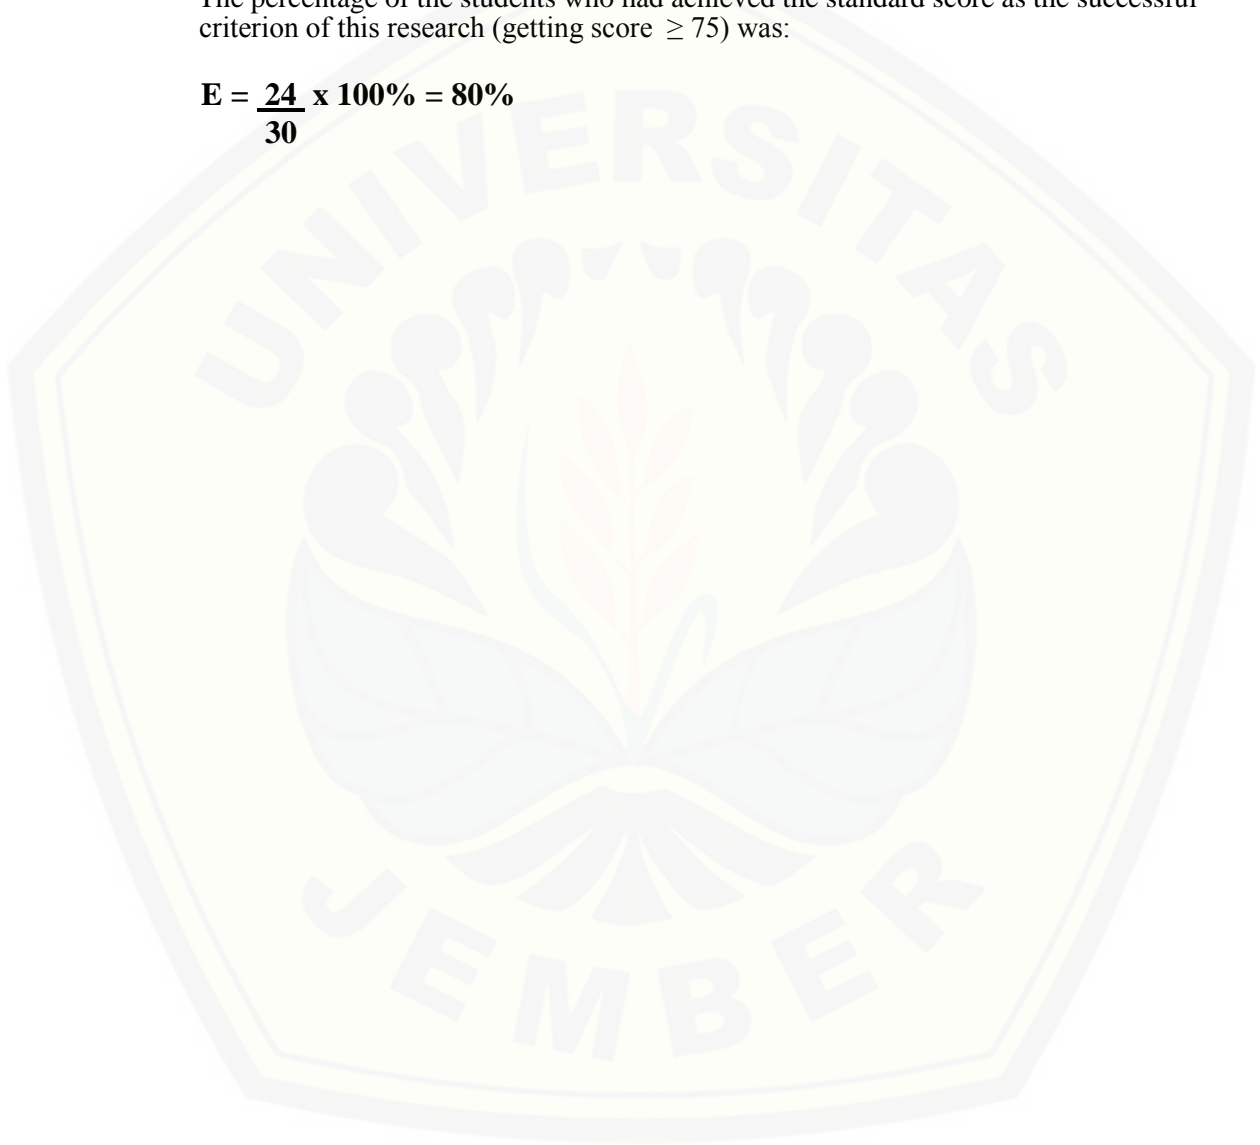 The percentage of the students who had achieved the standard score as the successful
criterion of this research (getting score ≥ 75) was:
E = 24 x 100% = 80%
30
UNIVERSITAS
JEMBER